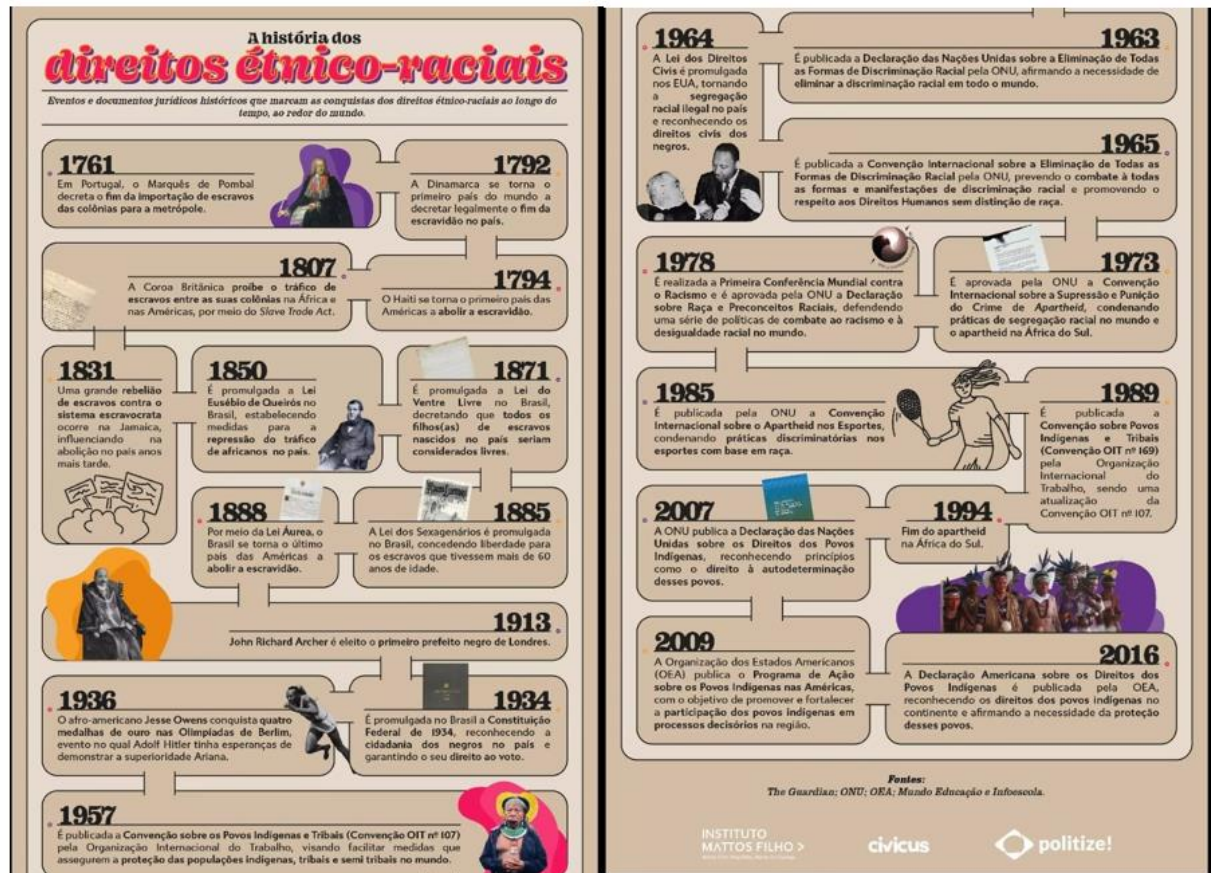 A história dos
direitos étnico-raciais
Eventos e documentos jurídicos históricos que marcam as conquistas dos direitos étnico-raciais ao longo do
tempo, ao redor do mundo.
1761
Em Portugal, o Marquês de Pombal
decreta o fim da importação de escravos
das colônias para a metrópole.
1792
A Dinamarca se torna o
primeiro país do mundo a
decretar legalmente o fim da
escravidão no país.
1794
O Haiti se torna o primeiro país das
Américas a abolir a escravidão.
1807
A Coroa Britânica proíbe o tráfico de
escravos entre as suas colônias na África e
nas Américas, por meio do Slave Trade Act.
1831
Uma grande rebelião
de escravos contra o
sistema escravocrata
ocorre na Jamaica,
influenciando na
abolição no país anos
mais tarde.
1850
É promulgada a Lei
Eusébio de Queirós no
Brasil, estabelecendo
medidas para a
repressão do tráfico
de africanos no país.
1871
É promulgada a Lei do
Ventre Livre no Brasil,
decretando que todos os
filhos(as) de escravos
nascidos no país seriam
considerados livres.
1885
A Lei dos Sexagenários é promulgada
no Brasil, concedendo liberdade para
os escravos que tivessem mais de 60
anos de idade.
1888
Por meio da Lei Áurea, o
Brasil se torna o último
país das Américas a
abolir a escravidão.
1913
John Richard Archer é eleito o primeiro prefeito negro de Londres.
1934
É promulgada no Brasil a Constituição
Federal de 1934, reconhecendo a
cidadania dos negros no país e
garantindo o seu direito ao voto.
1936
O afro-americano Jesse Owens conquista quatro
medalhas de ouro nas Olimpíadas de Berlim,
evento no qual Adolf Hitler tinha esperanças de
demonstrar a superioridade Ariana.
1957
É publicada a Convenção sobre os Povos Indígenas e Tribais (Convenção OIT nº 107)
pela Organização Internacional do Trabalho, visando facilitar medidas que
assegurem a proteção das populações indígenas, tribais e semi tribais no mundo.
1963
É publicada a Declaração das Nações Unidas sobre a Eliminação de Todas
as Formas de Discriminação Racial pela ONU, afirmando a necessidade de
eliminar a discriminação racial em todo o mundo.
1964
A Lei dos Direitos
Civis é promulgada
nos EUA, tornando
a segregação
racial ilegal no país
e reconhecendo os
direitos civis dos
negros.
1965
É publicada a Convenção Internacional sobre a Eliminação de Todas as
Formas de Discriminação Racial pela ONU, prevendo o combate à todas
as formas e manifestações de discriminação racial e promovendo o
respeito aos Direitos Humanos sem distinção de raça.
1973
É aprovada pela ONU a Convenção
Internacional sobre a Supressão e Punição
do Crime de Apartheid, condenando
práticas de segregação racial no mundo e
o apartheid na África do Sul.
1978
É realizada a Primeira Conferência Mundial contra
o Racismo e é aprovada pela ONU a Declaração
sobre Raça e Preconceitos Raciais, defendendo
uma série de políticas de combate ao racismo e à
desigualdade racial no mundo.
1985
É publicada pela ONU a Convenção
Internacional sobre o Apartheid nos Esportes,
condenando práticas discriminatórias nos
esportes com base em raça.
1989
É publicada a
Convenção sobre Povos
Indígenas e Tribais
(Convenção OIT nº 169)
pela Organização
Internacional do
Trabalho, sendo uma
atualização da
Convenção OIT nº 107.
1994
Fim do apartheid
na África do Sul.
2007
A ONU publica a Declaração das Nações
Unidas sobre os Direitos dos Povos
Indígenas, reconhecendo princípios
como o direito à autodeterminação
desses povos.
2009
A Organização dos Estados Americanos
(OEA) publica o Programa de Ação
sobre os Povos Indígenas nas Américas,
com o objetivo de promover e fortalecer
a participação dos povos indígenas em
processos decisórios na região.
2016
A Declaração Americana sobre os Direitos dos
Povos Indígenas é publicada pela OEA,
reconhecendo os direitos dos povos indígenas no
continente e afirmando a necessidade da proteção
desses povos.
Fontes:
The Guardian; ONU; OEA; Mundo Educação e Infoescola.
INSTITUTO
MATTOS FILHO >
civicus
politize!